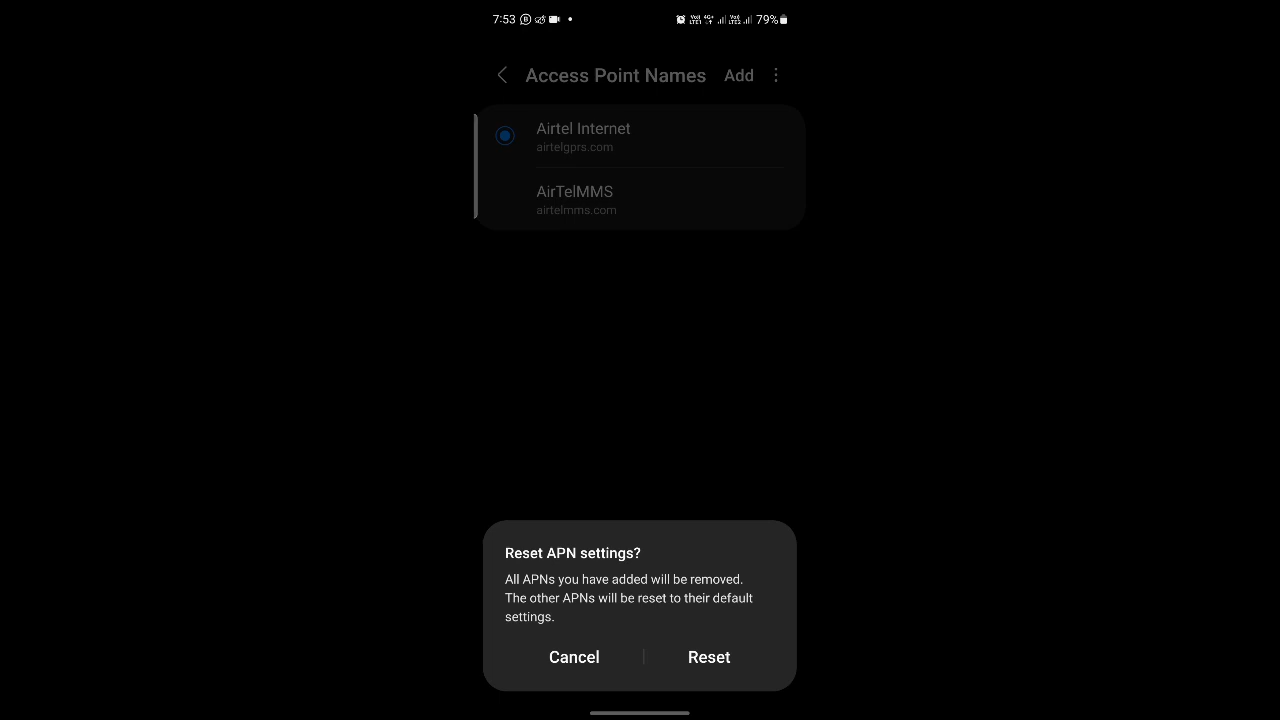 7:53 79%
Access Point Names Add
Airtel Internet
airtelgprs.com
AirTelMMS
airtelmms.com
Reset APN settings?
All APNs you have added will be removed.
The other APNs will be reset to their default
settings.
Cancel Reset